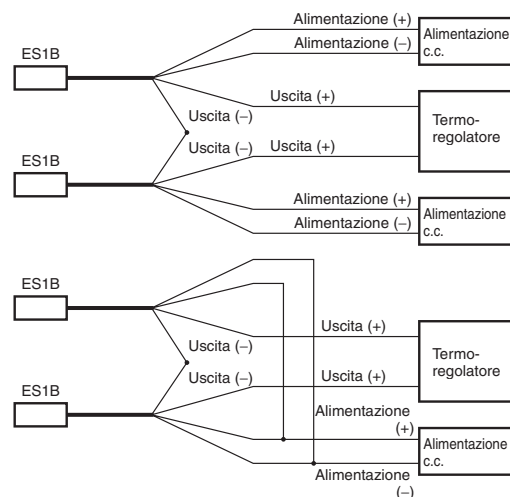 Alimentazione (+)
Alimentazione (–)
Alimentazione
c.c.
ES1B
Uscita (+)
Uscita (–)
Termo-
regolatore
Uscita (–)
Uscita (+)
ES1B
Alimentazione (+)
Alimentazione (–)
Alimentazione
c.c.
ES1B
Uscita (+)
Uscita (–)
Termo-
regolatore
Uscita (–)
Uscita (+)
ES1B
Alimentazione
(+)
Alimentazione
c.c.
Alimentazione
(–)